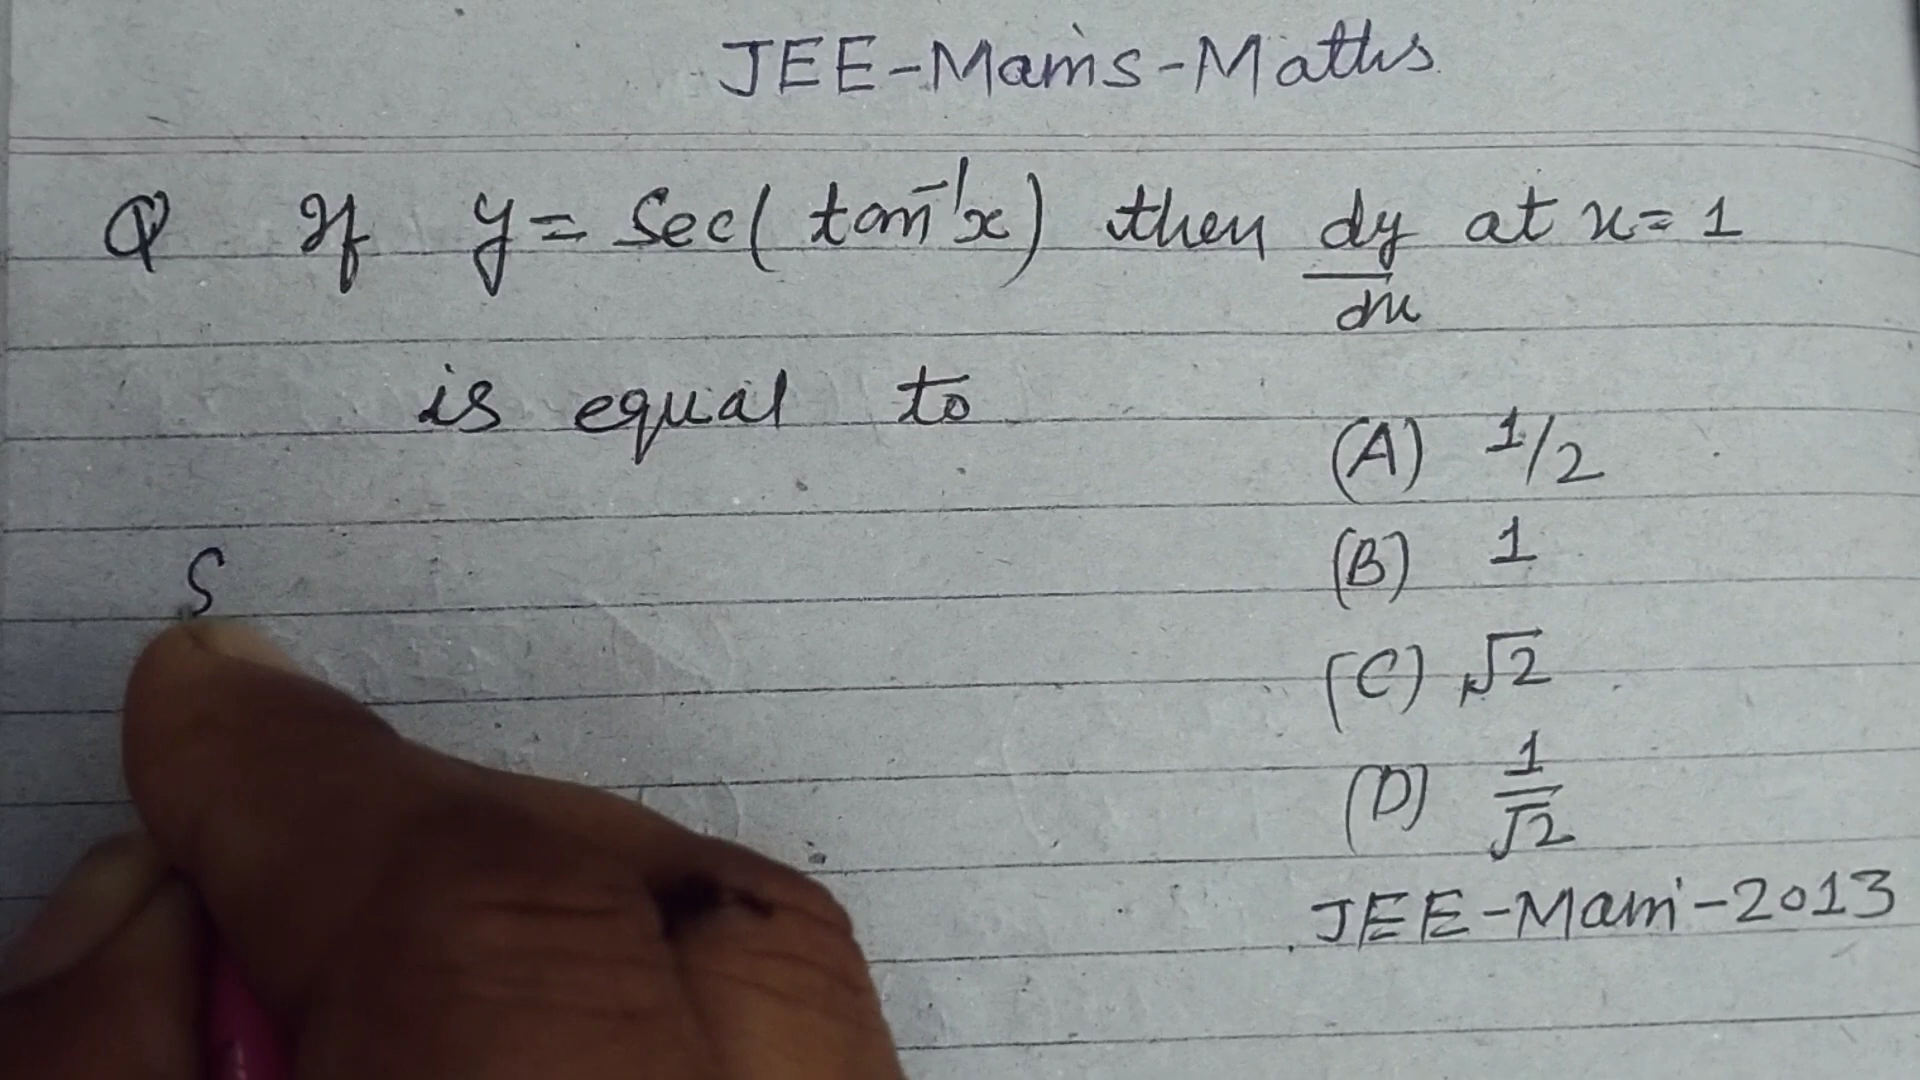 JEE-Mains-Maths
Q If y = Sec(tan⁻¹x) then dy/dx at x = 1
is equal to
(A) 1/2
(B) 1
(C) √2
(D) 1/√2
JEE-Main-2013
S